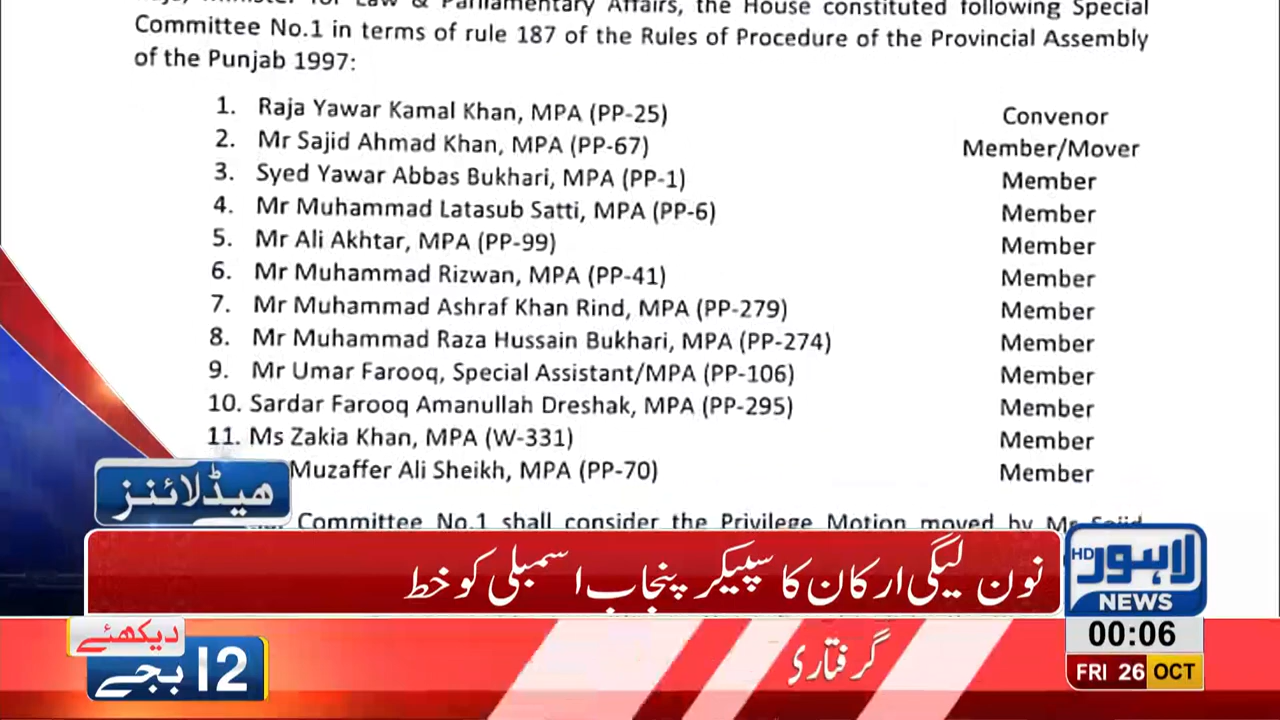 Minister for Law & Parliamentary Affairs, the House constituted following Special
Committee No.1 in terms of rule 187 of the Rules of Procedure of the Provincial Assembly
of the Punjab 1997:
1. Raja Yawar Kamal Khan, MPA (PP-25) Convenor
2. Mr Sajid Ahmad Khan, MPA (PP-67) Member/Mover
3. Syed Yawar Abbas Bukhari, MPA (PP-1) Member
4. Mr Muhammad Latasub Satti, MPA (PP-6) Member
5. Mr Ali Akhtar, MPA (PP-99) Member
6. Mr Muhammad Rizwan, MPA (PP-41) Member
7. Mr Muhammad Ashraf Khan Rind, MPA (PP-279) Member
8. Mr Muhammad Raza Hussain Bukhari, MPA (PP-274) Member
9. Mr Umar Farooq, Special Assistant/MPA (PP-106) Member
10. Sardar Farooq Amanullah Dreshak, MPA (PP-295) Member
11. Ms Zakia Khan, MPA (W-331) Member
Muzaffer Ali Sheikh, MPA (PP-70) Member
Committee No.1 shall consider the Privilege Motion moved by Mr Sajid
ہیڈلائنز
نون لیگی ارکان کا سپیکر پنجاب اسمبلی کو خط
HD لاہور
NEWS
00:06
FRI 26 OCT
دیکھئے
12 بجے
گرفتاری